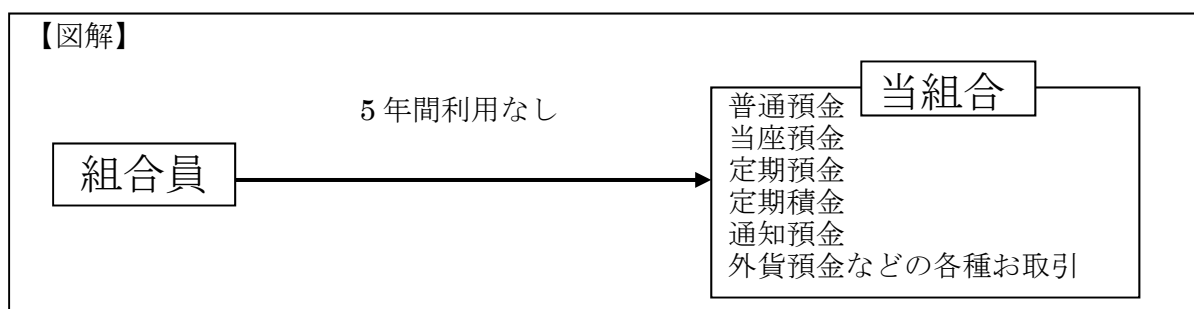 【図解】
5年間利用なし
組合員
当組合
普通預金
当座預金
定期預金
定期積金
通知預金
外貨預金などの各種お取引